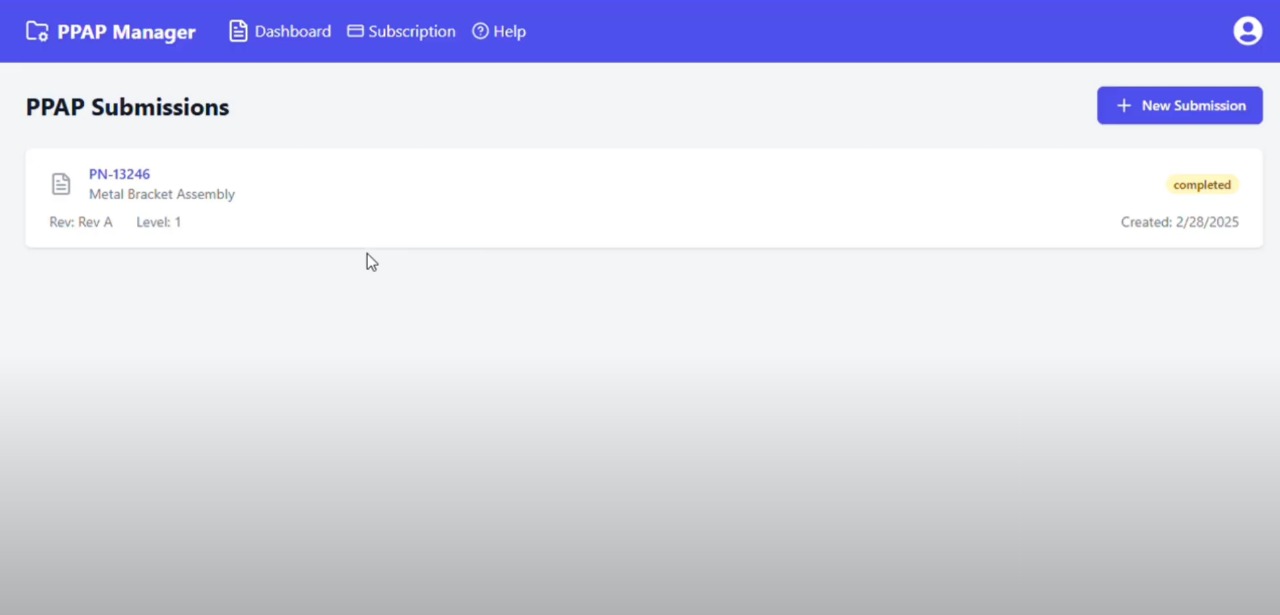 PPAP Manager Dashboard Subscription Help
PPAP Submissions
New Submission
PN-13246
Metal Bracket Assembly
completed
Rev: Rev A Level: 1
Created: 2/28/2025